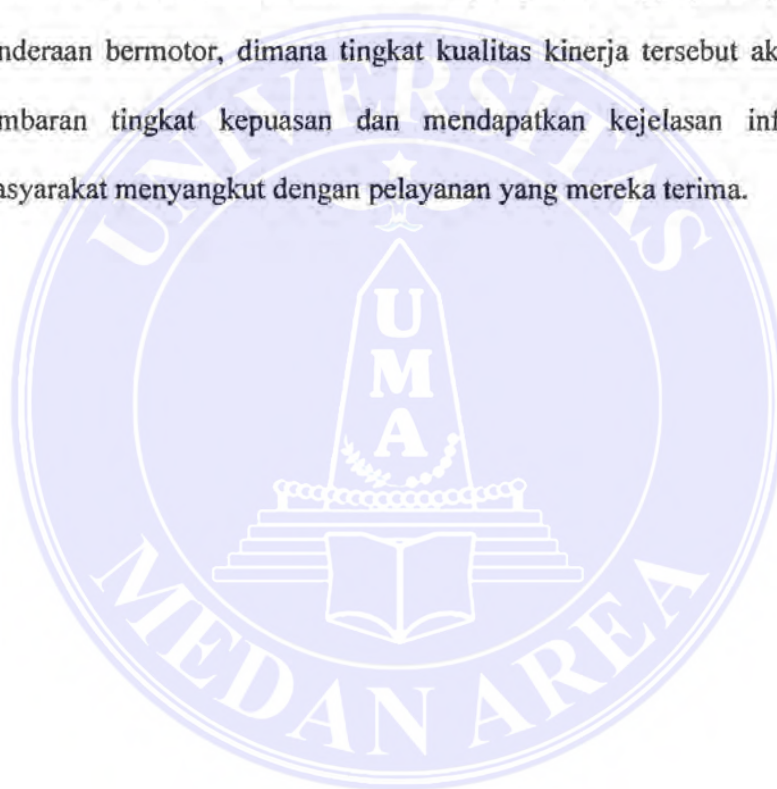 nderaan bermotor, dimana tingkat kualitas kinerja tersebut ak
mbaran tingkat kepuasan dan mendapatkan kejelasan inf
asyarakat menyangkut dengan pelayanan yang mereka terima.
UNIVERSITAS
U
M
A
MEDAN AREA